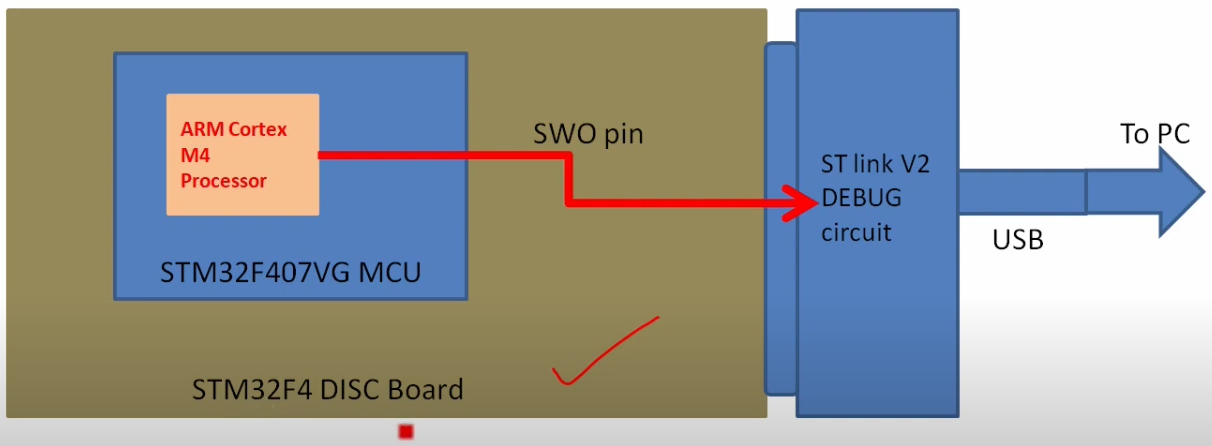 ARM Cortex
M4
Processor
STM32F407VG MCU
STM32F4 DISC Board
SWO pin
ST link V2
DEBUG
circuit
To PC
USB